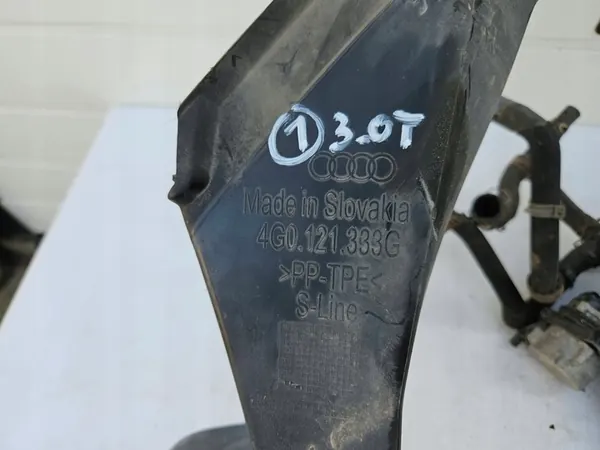 1 3.0T
Made in Slovakia
4G0.121.333G
>PP-TPE<
S-Line